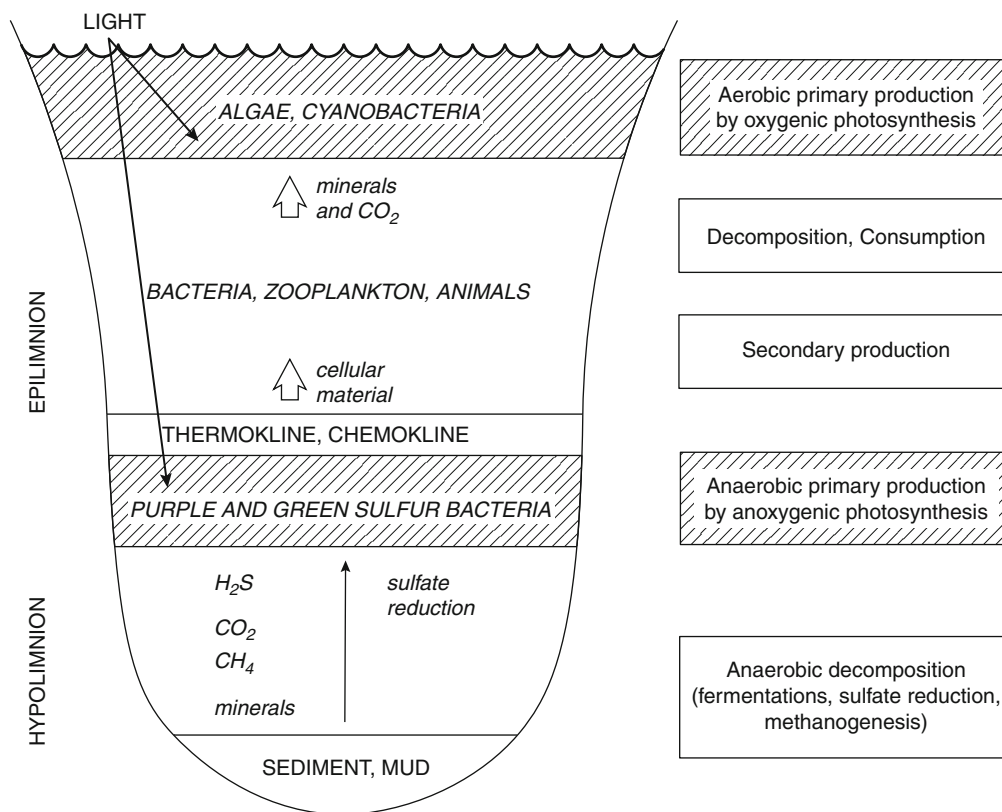 LIGHT
ALGAE, CYANOBACTERIA
Aerobic primary production
by oxygenic photosynthesis
minerals
and CO₂
Decomposition, Consumption
BACTERIA, ZOOPLANKTON, ANIMALS
EPILIMNION
Secondary production
cellular
material
THERMOKLINE, CHEMOKLINE
PURPLE AND GREEN SULFUR BACTERIA
Anaerobic primary production
by anoxygenic photosynthesis
HYPOLIMNION
H₂S
sulfate
reduction
CO₂
CH₄
minerals
Anaerobic decomposition
(fermentations, sulfate reduction,
methanogenesis)
SEDIMENT, MUD